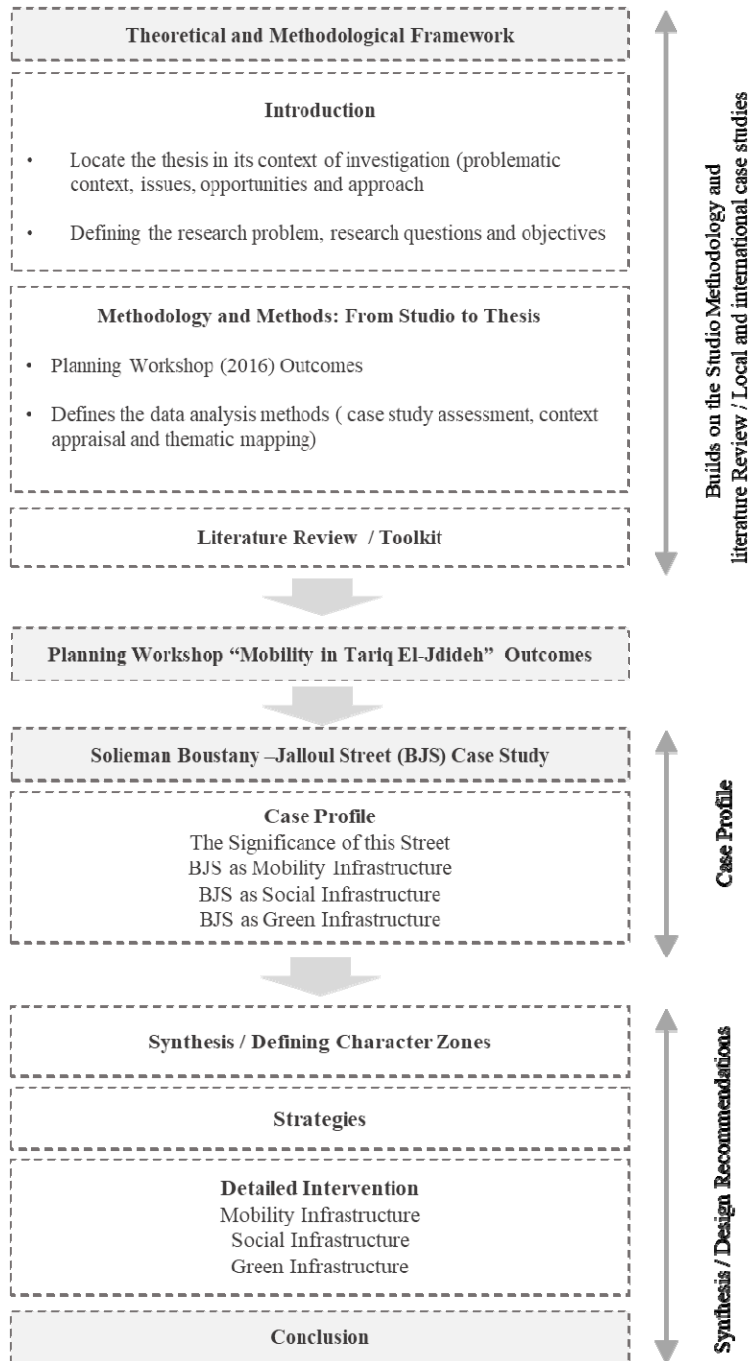 Theoretical and Methodological Framework
Introduction
• Locate the thesis in its context of investigation (problematic
context, issues, opportunities and approach
• Defining the research problem, research questions and objectives
Methodology and Methods: From Studio to Thesis
• Planning Workshop (2016) Outcomes
• Defines the data analysis methods ( case study assessment, context
appraisal and thematic mapping)
Literature Review / Toolkit
Builds on the Studio Methodology and
literature Review / Local and international case studies
Planning Workshop “Mobility in Tariq El-Jdideh” Outcomes
Solieman Boustany –Jalloul Street (BJS) Case Study
Case Profile
The Significance of this Street
BJS as Mobility Infrastructure
BJS as Social Infrastructure
BJS as Green Infrastructure
Case Profile
Synthesis / Defining Character Zones
Strategies
Detailed Intervention
Mobility Infrastructure
Social Infrastructure
Green Infrastructure
Conclusion
Synthesis / Design Recommendations